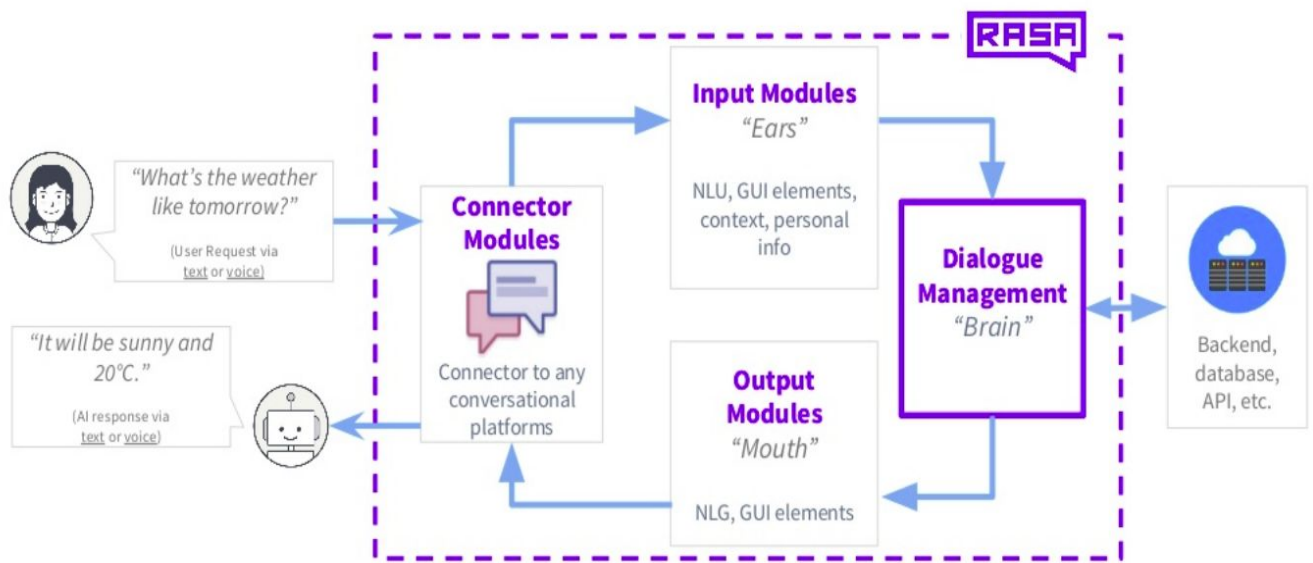 RASA
“What’s the weather
like tomorrow?”
(User Request via
text or voice)
“It will be sunny and
20°C.”
(AI response via
text or voice)
Connector
Modules
Connector to any
conversational
platforms
Input Modules
“Ears”
NLU, GUI elements,
context, personal
info
Dialogue
Management
“Brain”
Output
Modules
“Mouth”
NLG, GUI elements
Backend,
database,
API, etc.